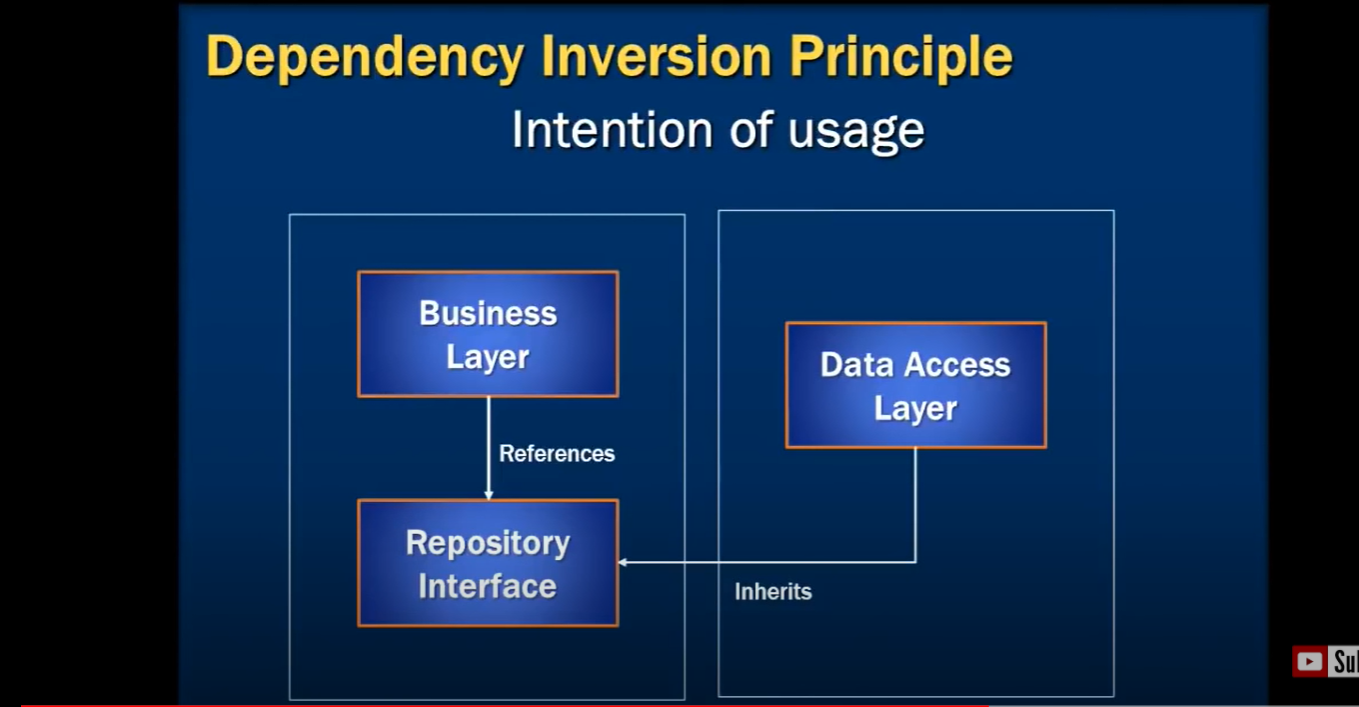 Dependency Inversion Principle
Intention of usage
Business
Layer
References
Repository
Interface
Data Access
Layer
Inherits